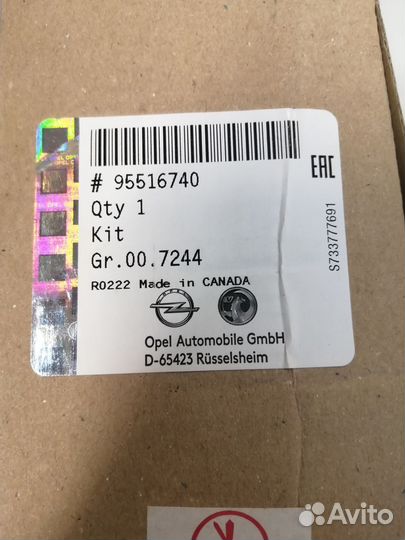 # 95516740
Qty 1
Kit
Gr.00.7244
R0222 Made in CANADA
Opel Automobile GmbH
D-65423 Rüsselsheim
EAC
S733777691
Avito